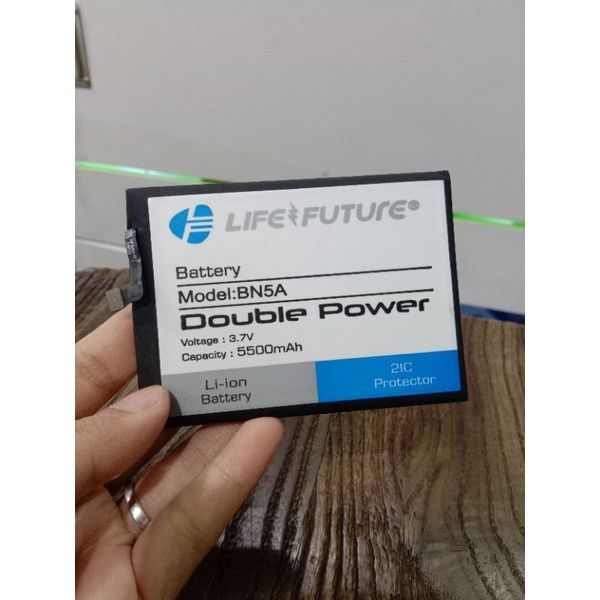 LIFE FUTURE®
Battery
Model:BN5A
Double Power
Voltage : 3.7V
Capacity : 5500mAh
Li-ion
Battery
2IC
Protector